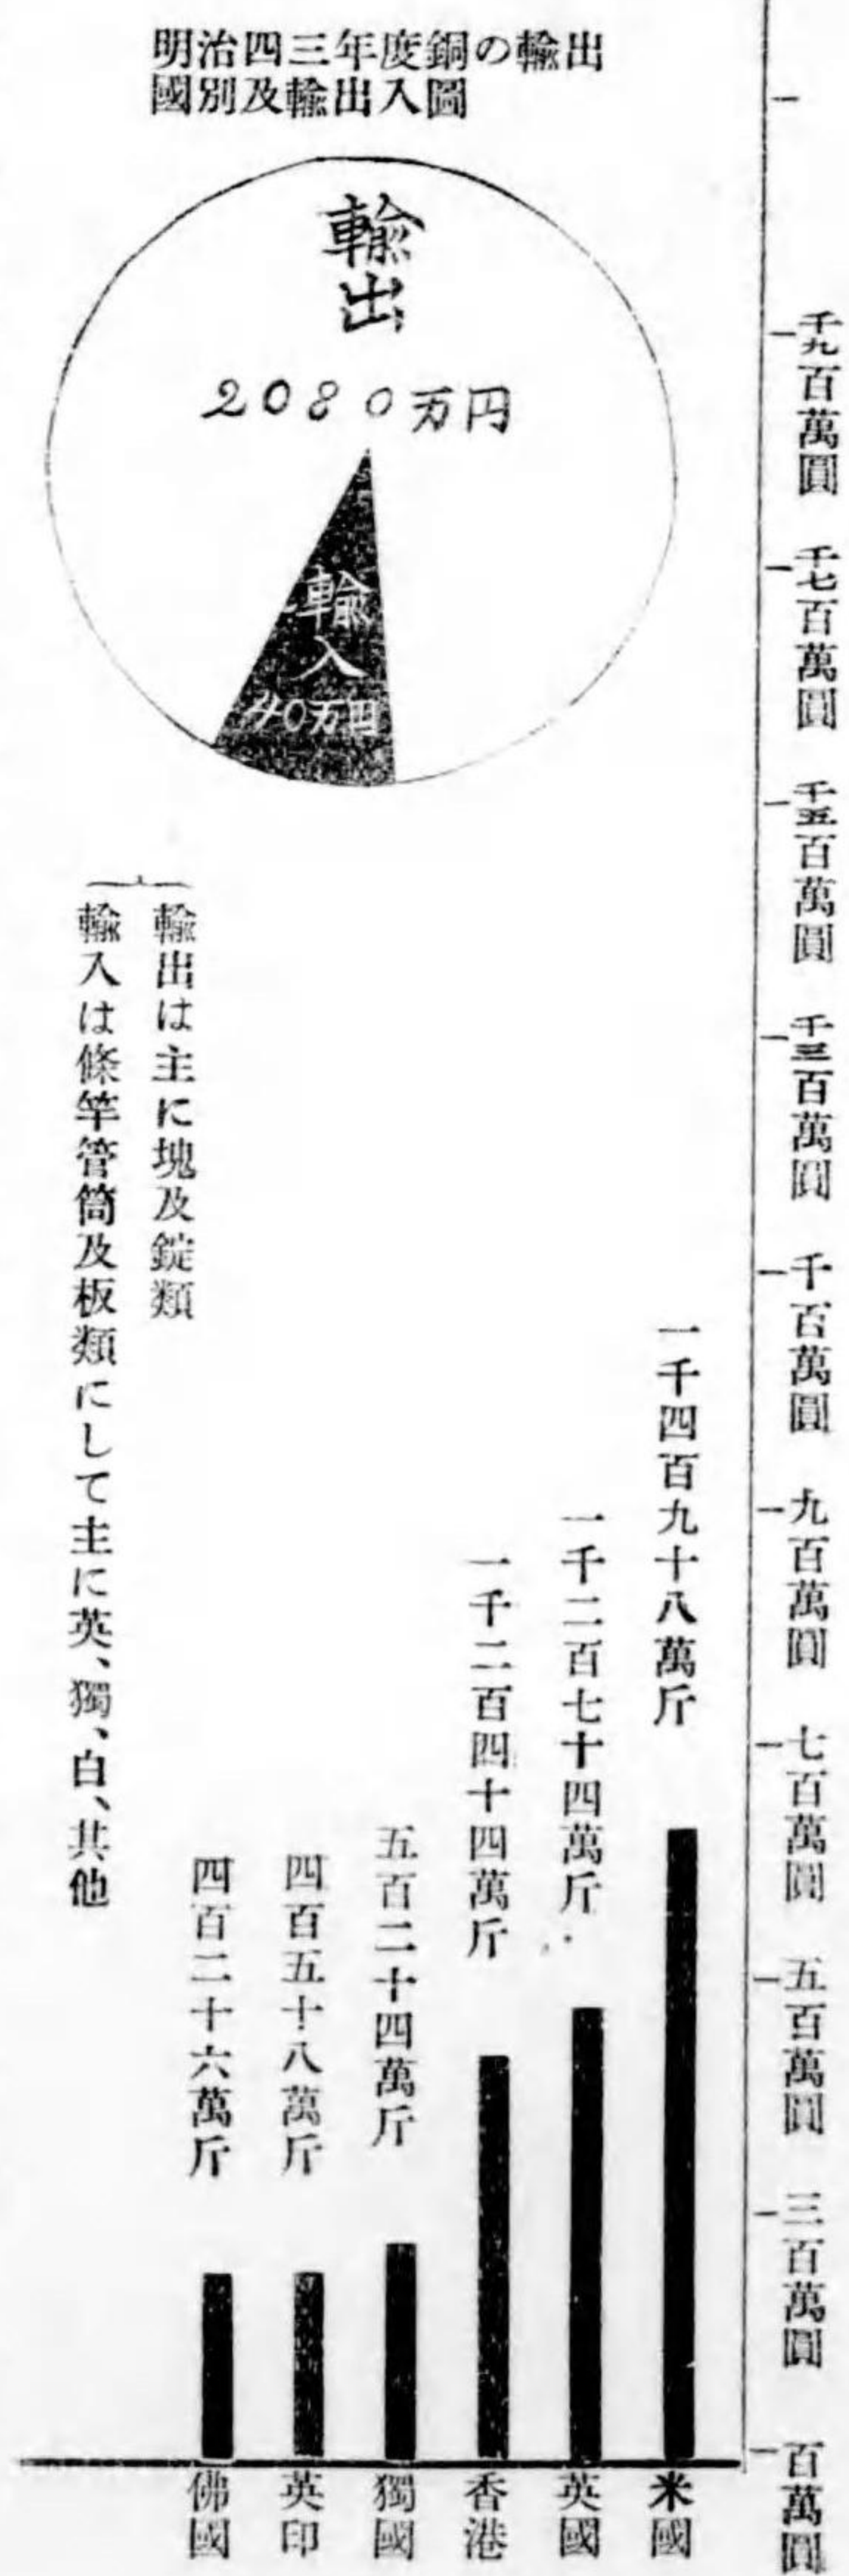 明治四三年度銅の輸出
國別及輸出入圖
輸出
2080万円
輸入
40万円
輸出は主に塊及錠類
輸入は條竿管筒及板類にして主に英、獨、白、其他
千九百萬圓
千七百萬圓
千五百萬圓
千三百萬圓
千百萬圓
九百萬圓
七百萬圓
五百萬圓
三百萬圓
百萬圓
一千四百九十八萬斤
一千二百七十四萬斤
一千二百四十四萬斤
五百二十四萬斤
四百五十八萬斤
四百二十六萬斤
米國
英國
香港
獨國
英印
佛國